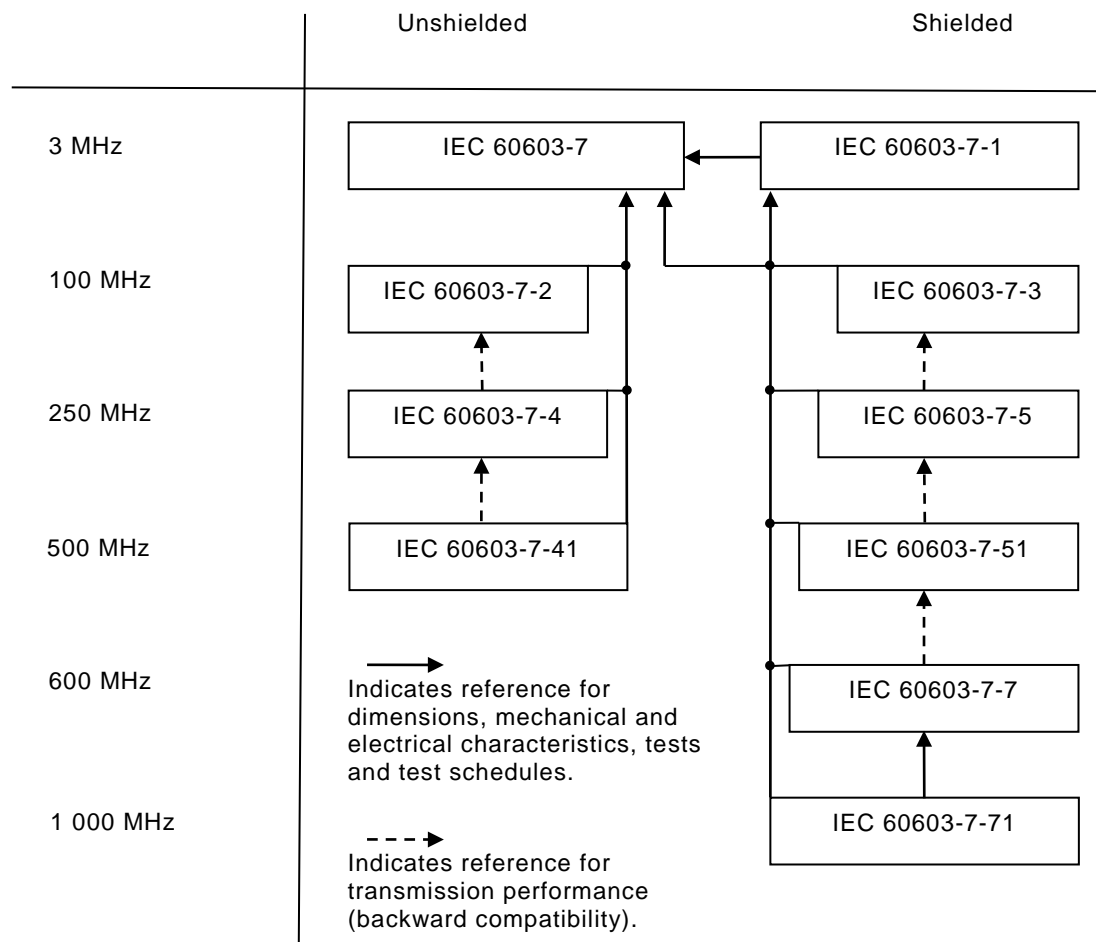 Unshielded Shielded
3 MHz IEC 60603-7 IEC 60603-7-1
100 MHz IEC 60603-7-2 IEC 60603-7-3
250 MHz IEC 60603-7-4 IEC 60603-7-5
500 MHz IEC 60603-7-41 IEC 60603-7-51
600 MHz IEC 60603-7-7
Indicates reference for
dimensions, mechanical and
electrical characteristics, tests
and test schedules.
1 000 MHz IEC 60603-7-71
Indicates reference for
transmission performance
(backward compatibility).